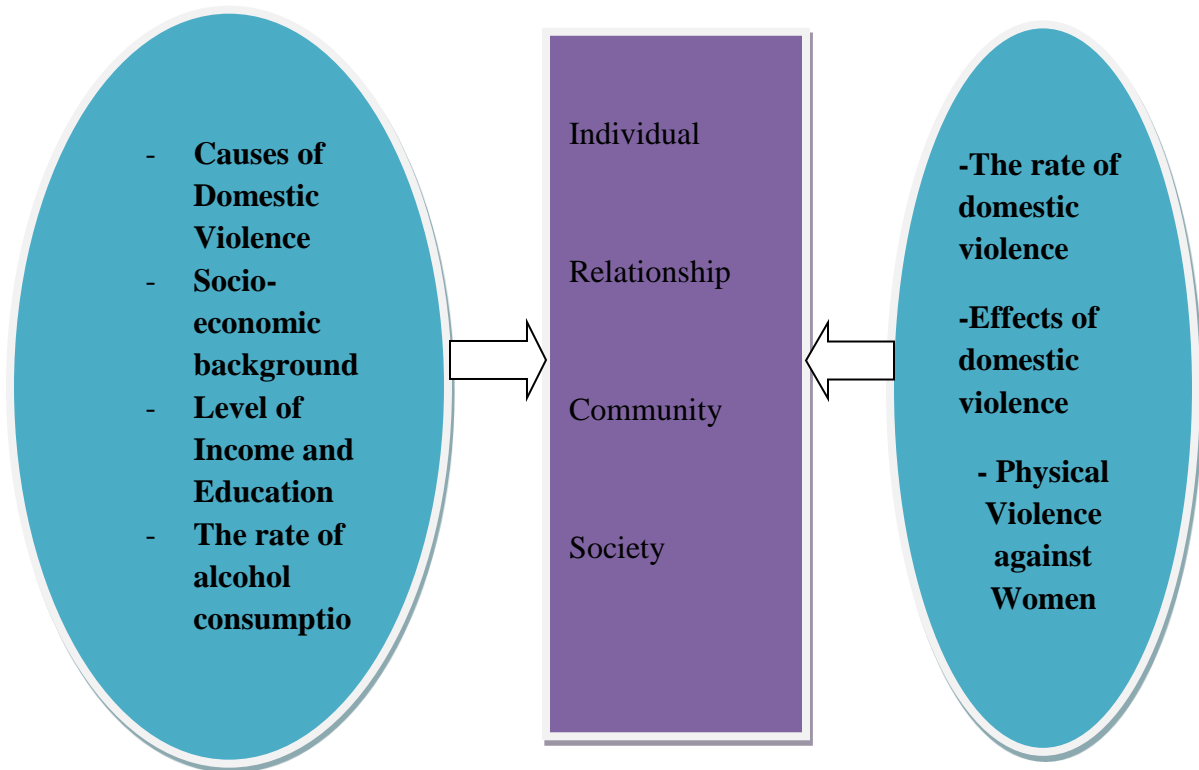 - Causes of
Domestic
Violence
- Socio-
economic
background
- Level of
Income and
Education
- The rate of
alcohol
consumptio
Individual
Relationship
Community
Society
-The rate of
domestic
violence
-Effects of
domestic
violence
- Physical
Violence
against
Women